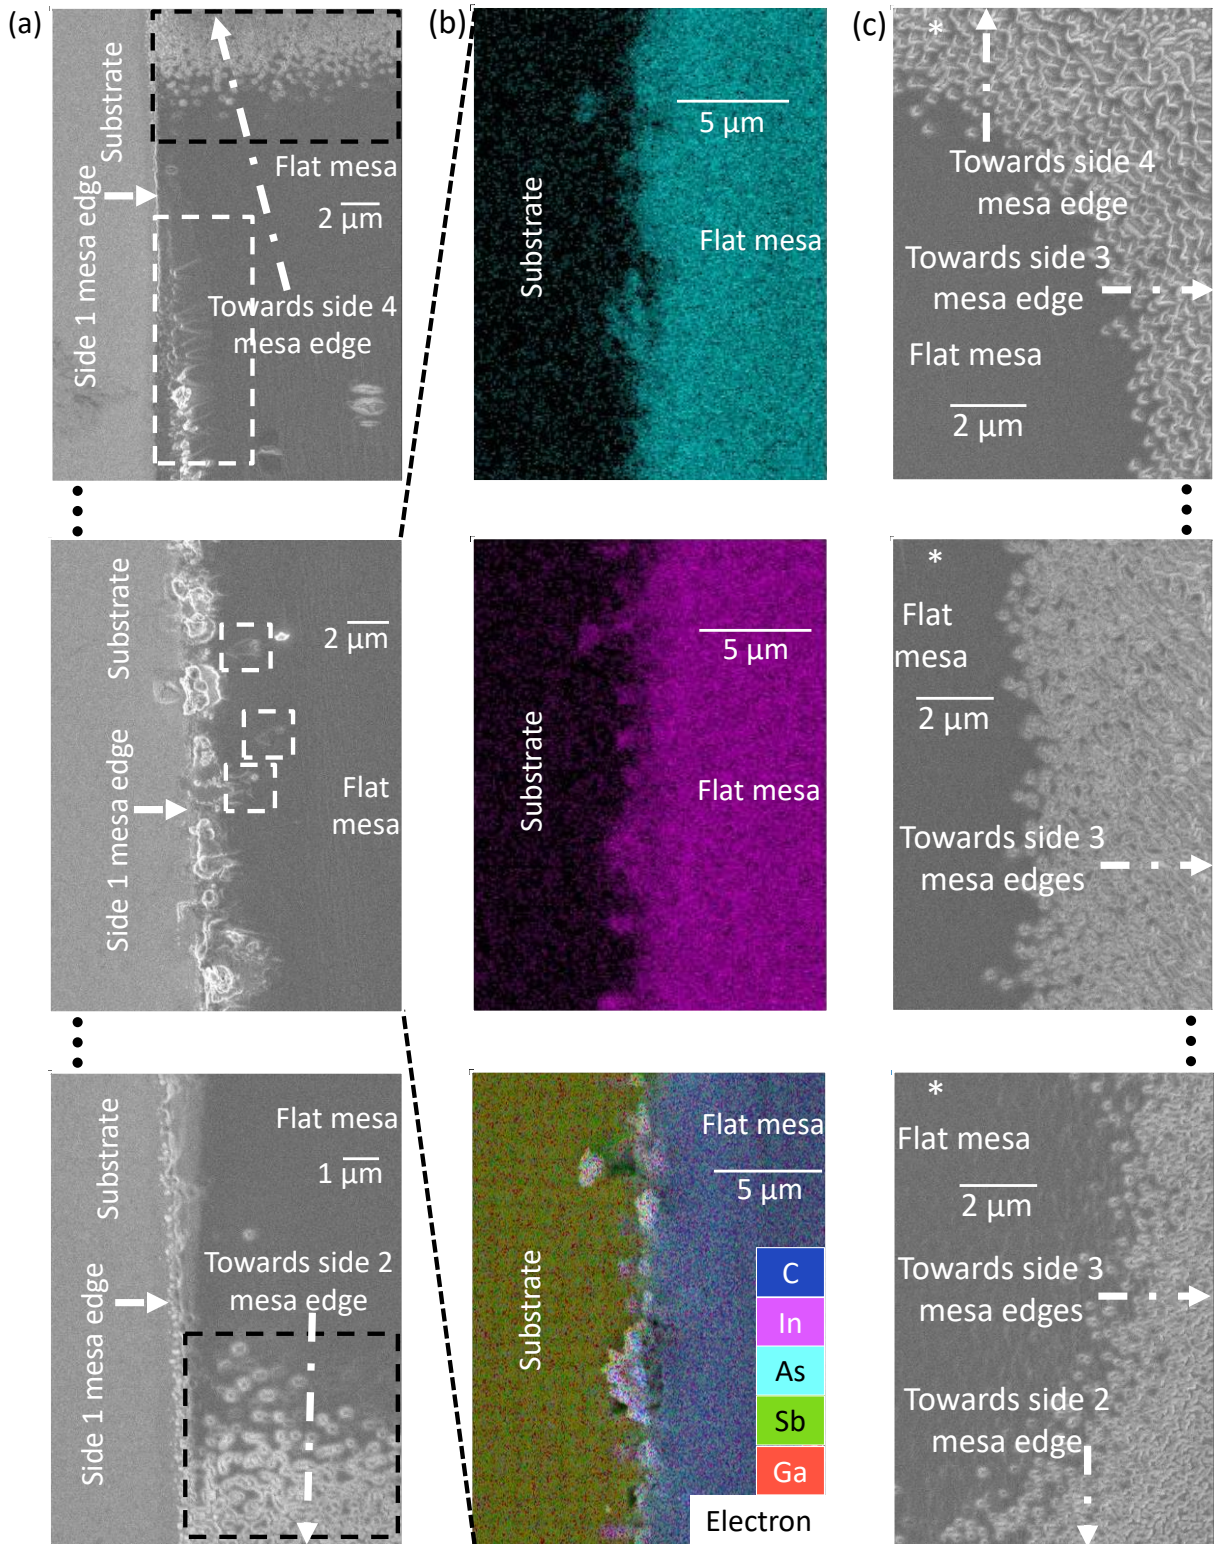 (a)
Substrate
Side 1 mesa edge
Flat mesa
2 μm
Towards side 4
mesa edge
Substrate
Side 1 mesa edge
2 μm
Flat
mesa
Substrate
Side 1 mesa edge
Flat mesa
1 μm
Towards side 2
mesa edge
(b)
Substrate
5 μm
Flat mesa
Substrate
5 μm
Flat mesa
Substrate
Flat mesa
5 μm
C
In
As
Sb
Ga
Electron
(c)
*
Towards side 4
mesa edge
Towards side 3
mesa edge
Flat mesa
2 μm
*
Flat
mesa
2 μm
Towards side 3
mesa edges
*
Flat mesa
2 μm
Towards side 3
mesa edges
Towards side 2
mesa edge